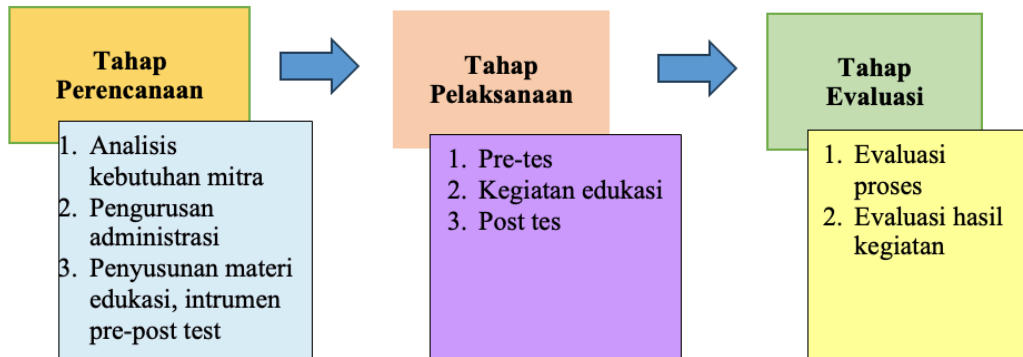 Tahap
Perencanaan
1. Analisis
kebutuhan mitra
2. Pengurusan
administrasi
3. Penyusunan materi
edukasi, intrumen
pre-post test
Tahap
Pelaksanaan
1. Pre-tes
2. Kegiatan edukasi
3. Post tes
Tahap
Evaluasi
1. Evaluasi
proses
2. Evaluasi hasil
kegiatan